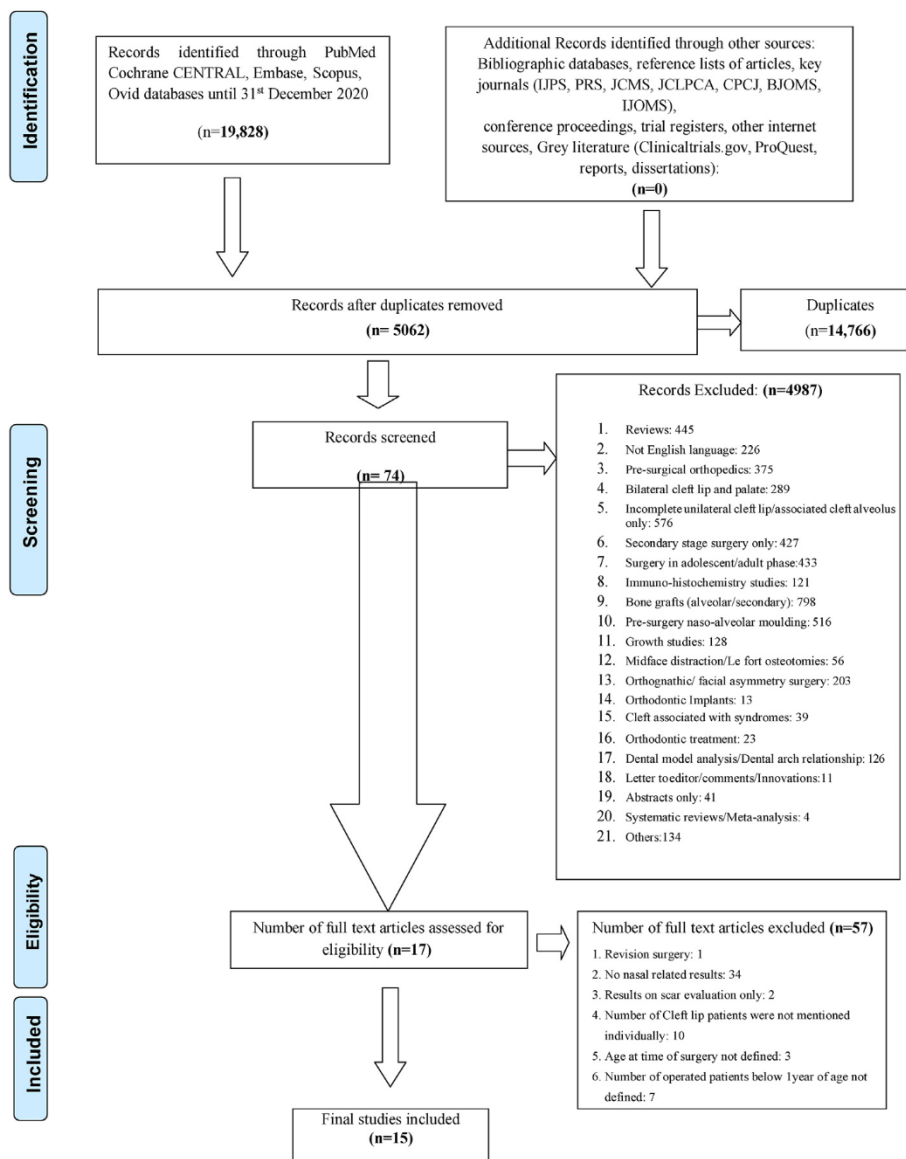 Identification
Records identified through PubMed
Cochrane CENTRAL, Embase, Scopus,
Ovid databases until 31st December 2020
(n=19,828)
Additional Records identified through other sources:
Bibliographic databases, reference lists of articles, key
journals (IJPS, PRS, JCMS, JCLPCA, CPCJ, BJOMS,
IJOMS),
conference proceedings, trial registers, other internet
sources, Grey literature (Clinicaltrials.gov, ProQuest,
reports, dissertations):
(n=0)
Records after duplicates removed
(n= 5062)
Duplicates
(n=14,766)
Screening
Records screened
(n= 74)
Records Excluded: (n=4987)
1. Reviews: 445
2. Not English language: 226
3. Pre-surgical orthopedics: 375
4. Bilateral cleft lip and palate: 289
5. Incomplete unilateral cleft lip/associated cleft alveolus
only: 576
6. Secondary stage surgery only: 427
7. Surgery in adolescent/adult phase:433
8. Immuno-histochemistry studies: 121
9. Bone grafts (alveolar/secondary): 798
10. Pre-surgery naso-alveolar moulding: 516
11. Growth studies: 128
12. Midface distraction/Le fort osteotomies: 56
13. Orthognathic/ facial asymmetry surgery: 203
14. Orthodontic Implants: 13
15. Cleft associated with syndromes: 39
16. Orthodontic treatment: 23
17. Dental model analysis/Dental arch relationship: 126
18. Letter toeditor/comments/Innovations:11
19. Abstracts only: 41
20. Systematic reviews/Meta-analysis: 4
21. Others:134
Eligibility
Number of full text articles assessed for
eligibility (n=17)
Number of full text articles excluded (n=57)
1. Revision surgery: 1
2. No nasal related results: 34
3. Results on scar evaluation only: 2
4. Number of Cleft lip patients were not mentioned
individually: 10
5. Age at time of surgery not defined: 3
6. Number of operated patients below 1year of age not
defined: 7
Included
Final studies included
(n=15)